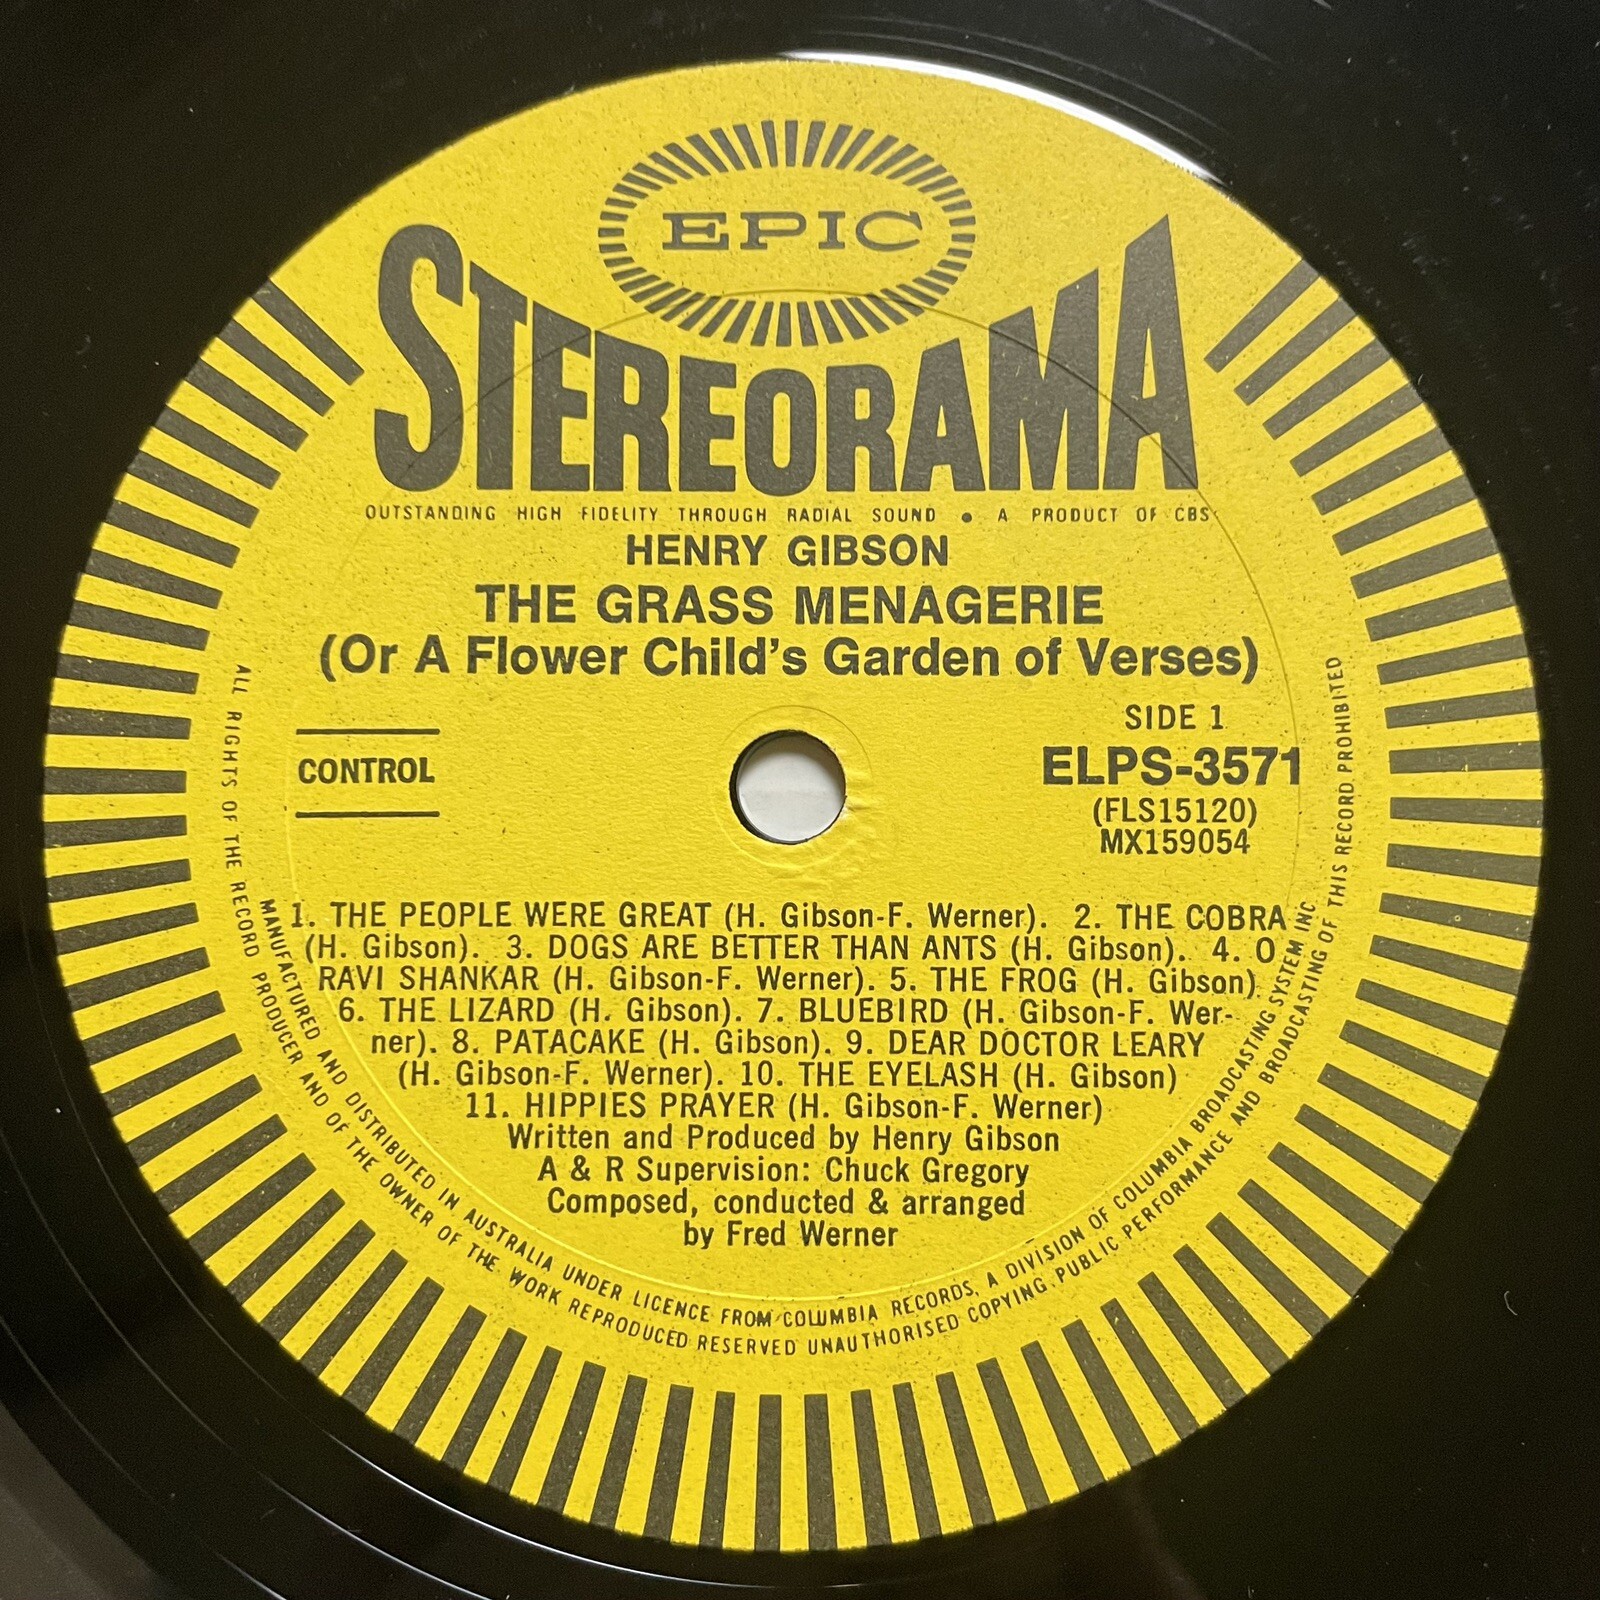 EPIC
STEREORAMA
OUTSTANDING HIGH FIDELITY THROUGH RADIAL SOUND • A PRODUCT OF CBS
HENRY GIBSON
THE GRASS MENAGERIE
(Or A Flower Child's Garden of Verses)
SIDE 1
CONTROL
ELPS-3571
(FLS15120)
MX159054
1. THE PEOPLE WERE GREAT (H. Gibson-F. Werner). 2. THE COBRA
(H. Gibson). 3. DOGS ARE BETTER THAN ANTS (H. Gibson). 4. O
RAVI SHANKAR (H. Gibson-F. Werner). 5. THE FROG (H. Gibson).
6. THE LIZARD (H. Gibson). 7. BLUEBIRD (H. Gibson-F. Wer-
ner). 8. PATACAKE (H. Gibson). 9. DEAR DOCTOR LEARY
(H. Gibson-F. Werner). 10. THE EYELASH (H. Gibson)
11. HIPPIES PRAYER (H. Gibson-F. Werner)
Written and Produced by Henry Gibson
A & R Supervision: Chuck Gregory
Composed, conducted & arranged
by Fred Werner
MANUFACTURED AND DISTRIBUTED IN AUSTRALIA UNDER LICENCE FROM COLUMBIA RECORDS, A DIVISION OF COLUMBIA BROADCASTING SYSTEM INC.
ALL RIGHTS OF THE RECORD PRODUCER AND OF THE OWNER OF THE WORK REPRODUCED RESERVED UNAUTHORISED COPYING. PUBLIC PERFORMANCE AND BROADCASTING OF THIS RECORD PROHIBITED